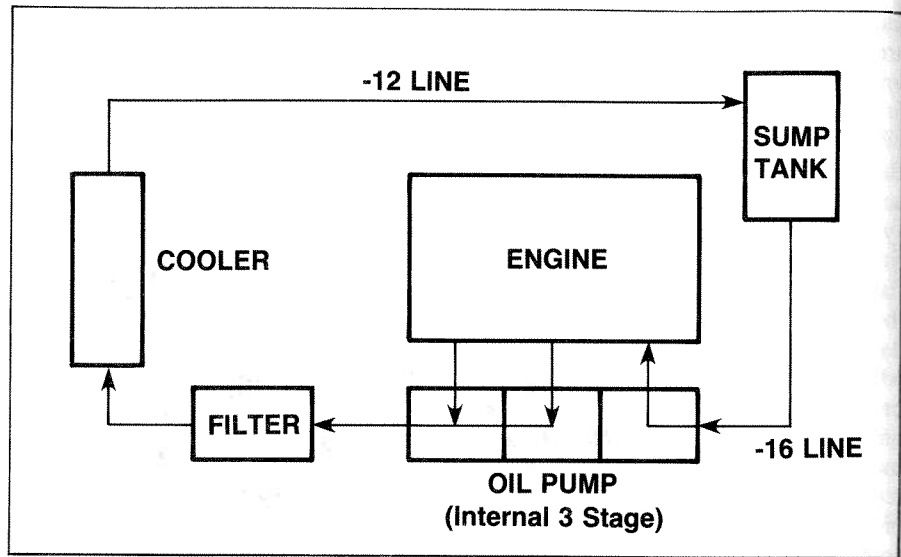 -12 LINE
SUMP
TANK
COOLER
ENGINE
FILTER
-16 LINE
OIL PUMP
(Internal 3 Stage)